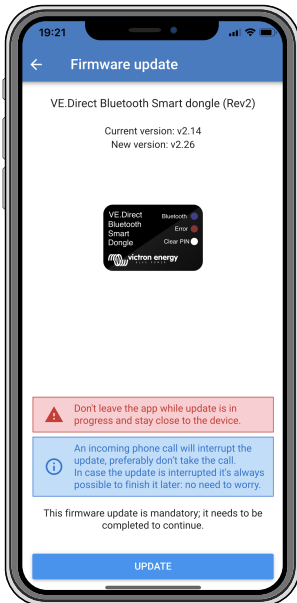 19:21
Firmware update
VE.Direct Bluetooth Smart dongle (Rev2)
Current version: v2.14
New version: v2.26
VE.Direct
Bluetooth
Smart
Dongle
Bluetooth
Error
Clear PIN
victron energy
BLUE POWER
Don't leave the app while update is in
progress and stay close to the device.
An incoming phone call will interrupt the
update, preferably don't take the call.
In case the update is interrupted it's always
possible to finish it later: no need to worry.
This firmware update is mandatory; it needs to be
completed to continue.
UPDATE